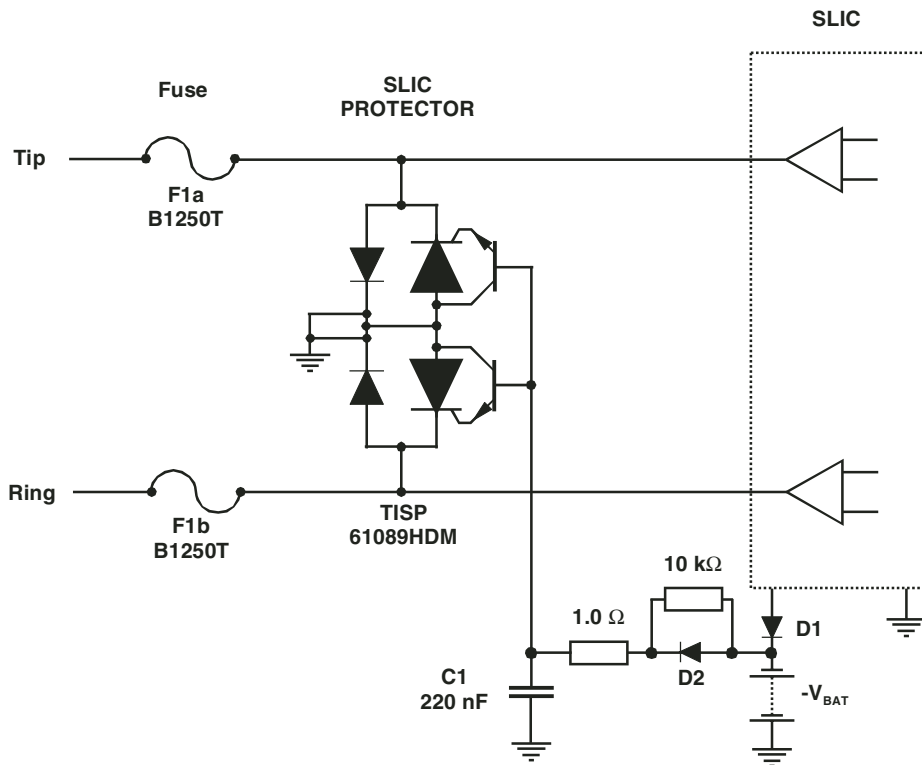 SLIC
Fuse
SLIC
PROTECTOR
Tip
F1a
B1250T
Ring
F1b
B1250T
TISP
61089HDM
10 kΩ
1.0 Ω
D1
D2
C1
220 nF
-VBAT